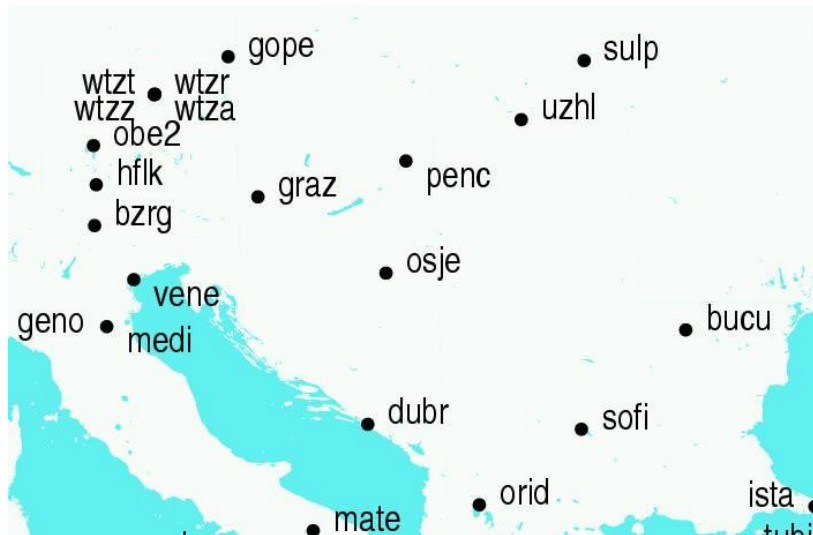 gope
sulp
wtzt wtzr
wtzz wtza
uzhl
obe2
penc
hflk
graz
bzrg
osje
vene
geno
bucu
medi
dubr
sofi
orid
ista
mate